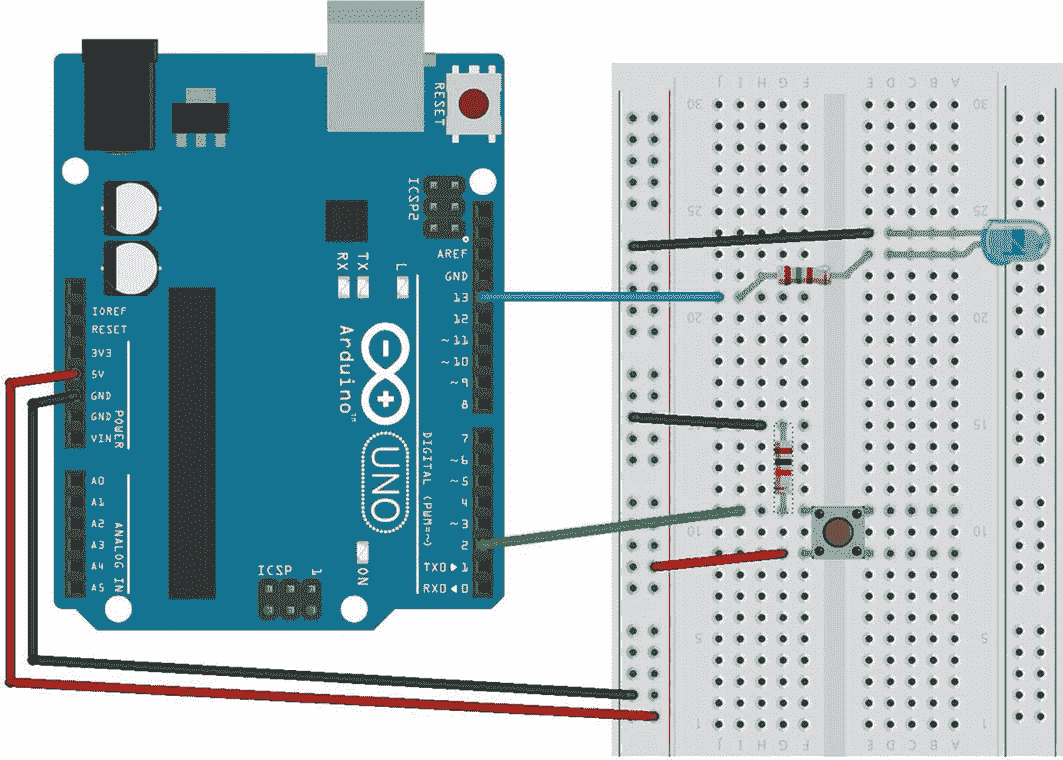 RESET
ICSP2
AREF
GND
13
12
~11
~10
~9
8
7
~6
~5
4
~3
2
TX0 1
RX0 0
DIGITAL (PWM=~)
RX
TX
L
Arduino™
UNO
ON
ICSP
1
IOREF
RESET
3V3
5V
GND
GND
VIN
POWER
A0
A1
A2
A3
A4
A5
ANALOG IN
J I H G F E D C B A
30 30
25 25
20 20
15 15
10 10
5 5
1 1
J I H G F E D C B A